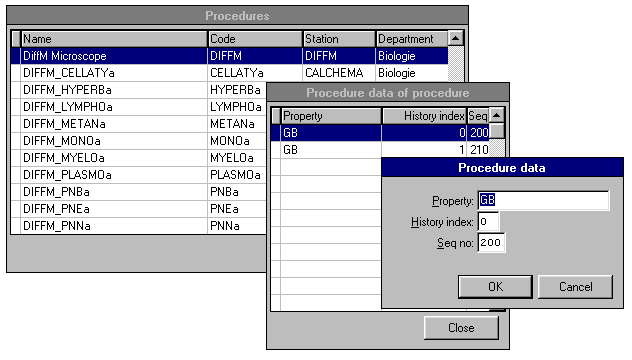 Procedures
Name Code Station Department
DiffM Microscope DIFFM DIFFM Biologie
DIFFM_CELLATYa CELLATYa CALCHEMA Biologie
DIFFM_HYPERBa HYPERBa
DIFFM_LYMPHOa LYMPHOa
DIFFM_METANa METANa
DIFFM_MONOa MONOa
DIFFM_MYELOa MYELOa
DIFFM_PLASMOa PLASMOa
DIFFM_PNBa PNBa
DIFFM_PNEa PNEa
DIFFM_PNNa PNNa
Procedure data of procedure
Property History index Seq
GB 0 200
GB 1 210
Close
Procedure data
Property: GB
History index: 0
Seq no: 200
OK Cancel